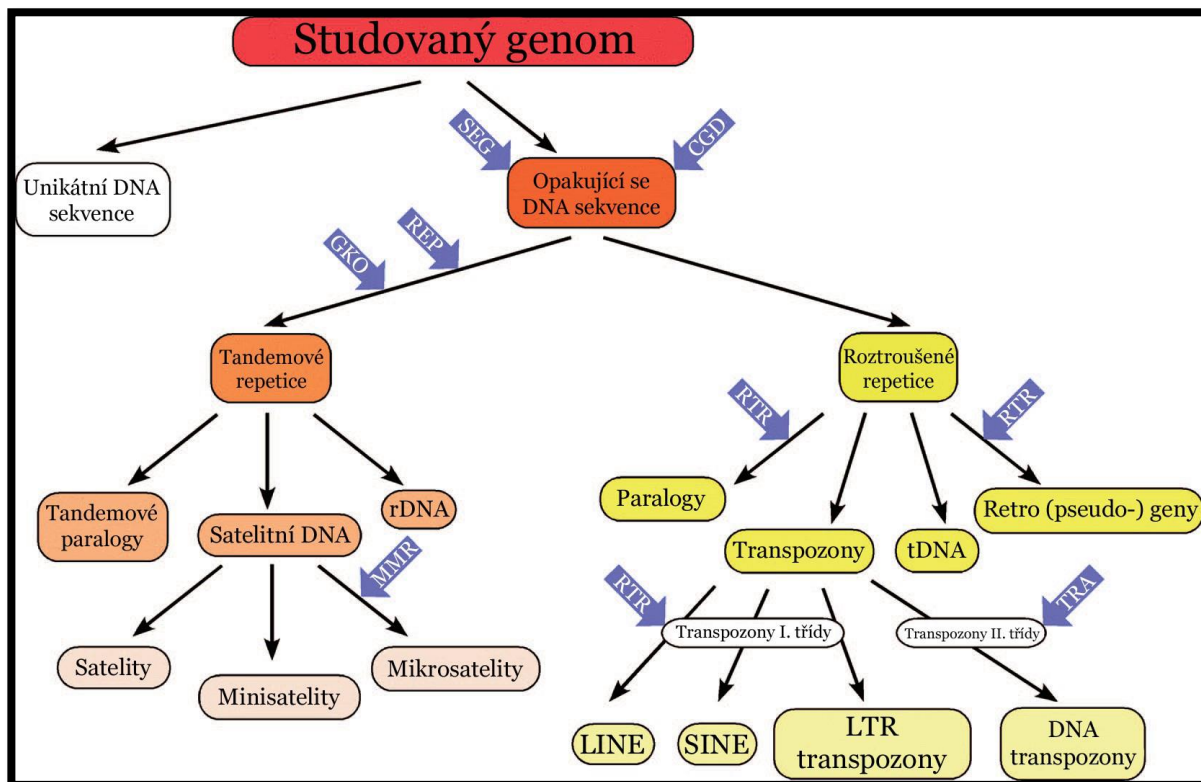 Studovaný genom
SEG
CGD
Unikátní DNA
sekvence
Opakující se
DNA sekvence
GKO
REP
Tandemové
repetice
Roztroušené
repetice
RTR
RTR
Tandemové
paralogy
rDNA
Satelitní DNA
Paralogy
Retro (pseudo-) geny
Transpozony
tDNA
MMR
RTR
TRA
Transpozony I. třídy
Transpozony II. třídy
Satelity
Minisatelity
Mikrosatelity
LINE
SINE
LTR
transpozony
DNA
transpozony